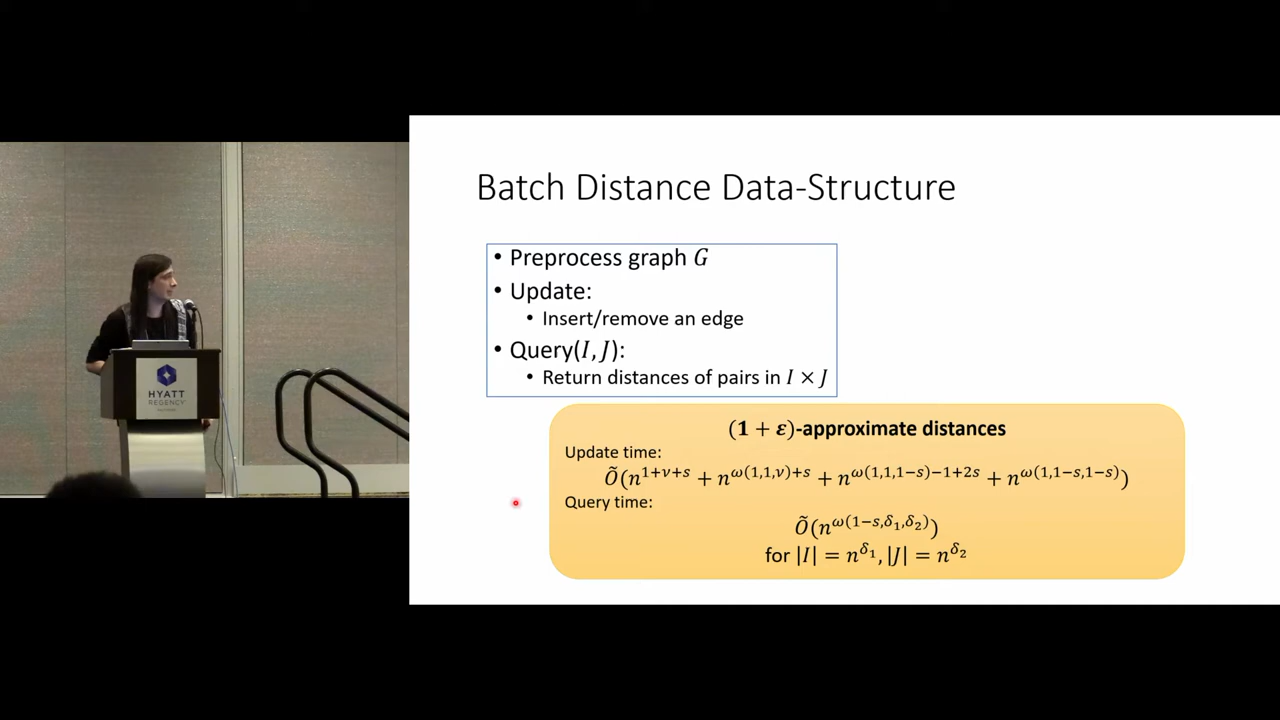 Batch Distance Data-Structure
• Preprocess graph G
• Update:
• Insert/remove an edge
• Query(I, J):
• Return distances of pairs in I × J
(1 + ε)-approximate distances
Update time:
Õ(n^{1+ν+s} + n^{ω(1,1,ν)+s} + n^{ω(1,1,1−s)−1+2s} + n^{ω(1,1−s,1−s)})
Query time:
Õ(n^{ω(1−s,δ₁,δ₂)})
for |I| = n^{δ₁}, |J| = n^{δ₂}
HYATT
REGENCY